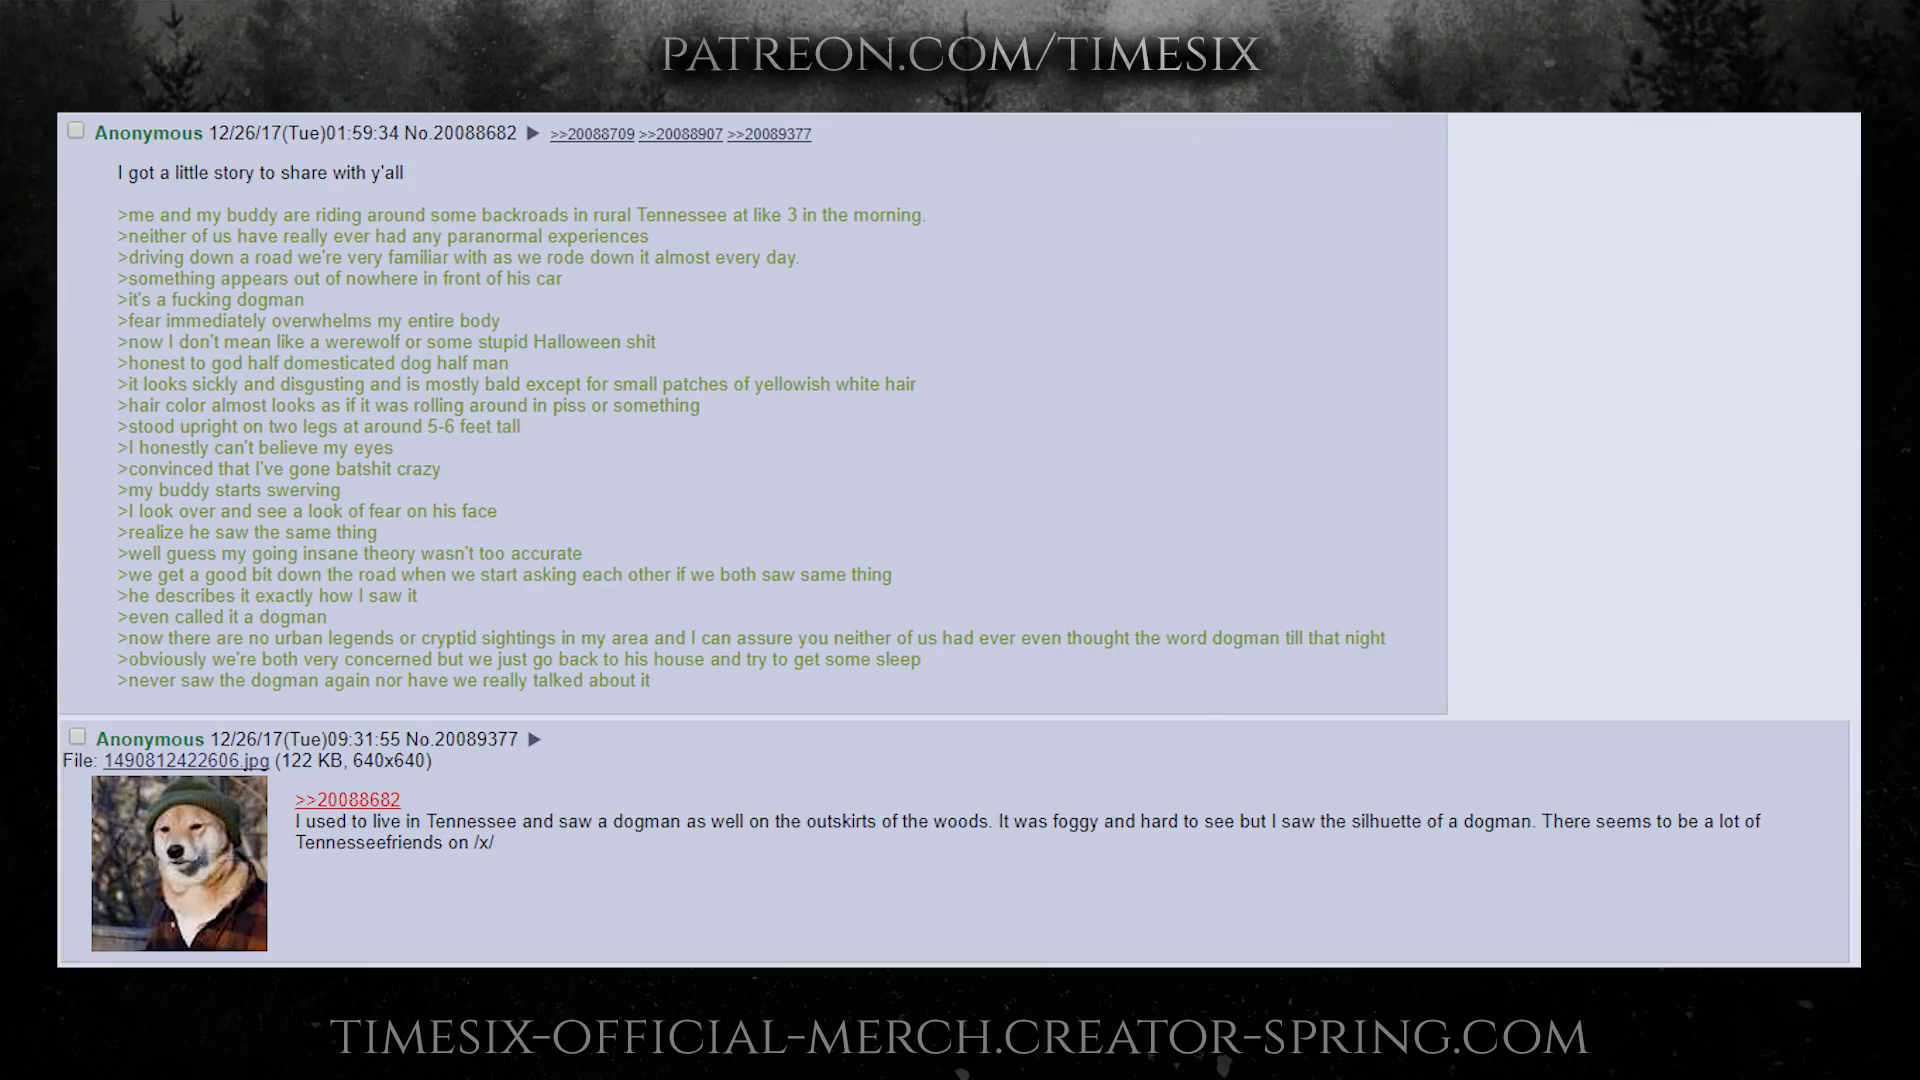 PATREON.COM/TIMESIX
Anonymous 12/26/17(Tue)01:59:34 No.20088682 ▶ >>20088709 >>20088907 >>20089377
I got a little story to share with y'all
>me and my buddy are riding around some backroads in rural Tennessee at like 3 in the morning.
>neither of us have really ever had any paranormal experiences
>driving down a road we're very familiar with as we rode down it almost every day.
>something appears out of nowhere in front of his car
>it's a fucking dogman
>fear immediately overwhelms my entire body
>now I don't mean like a werewolf or some stupid Halloween shit
>honest to god half domesticated dog half man
>it looks sickly and disgusting and is mostly bald except for small patches of yellowish white hair
>hair color almost looks as if it was rolling around in piss or something
>stood upright on two legs at around 5-6 feet tall
>I honestly can't believe my eyes
>convinced that I've gone batshit crazy
>my buddy starts swerving
>I look over and see a look of fear on his face
>realize he saw the same thing
>well guess my going insane theory wasn't too accurate
>we get a good bit down the road when we start asking each other if we both saw same thing
>he describes it exactly how I saw it
>even called it a dogman
>now there are no urban legends or cryptid sightings in my area and I can assure you neither of us had ever even thought the word dogman till that night
>obviously we're both very concerned but we just go back to his house and try to get some sleep
>never saw the dogman again nor have we really talked about it
Anonymous 12/26/17(Tue)09:31:55 No.20089377 ▶
File: 1490812422606.jpg (122 KB, 640x640)
>>20088682
I used to live in Tennessee and saw a dogman as well on the outskirts of the woods. It was foggy and hard to see but I saw the silhuette of a dogman. There seems to be a lot of
Tennesseefriends on /x/
TIMESIX-OFFICIAL-MERCH.CREATOR-SPRING.COM